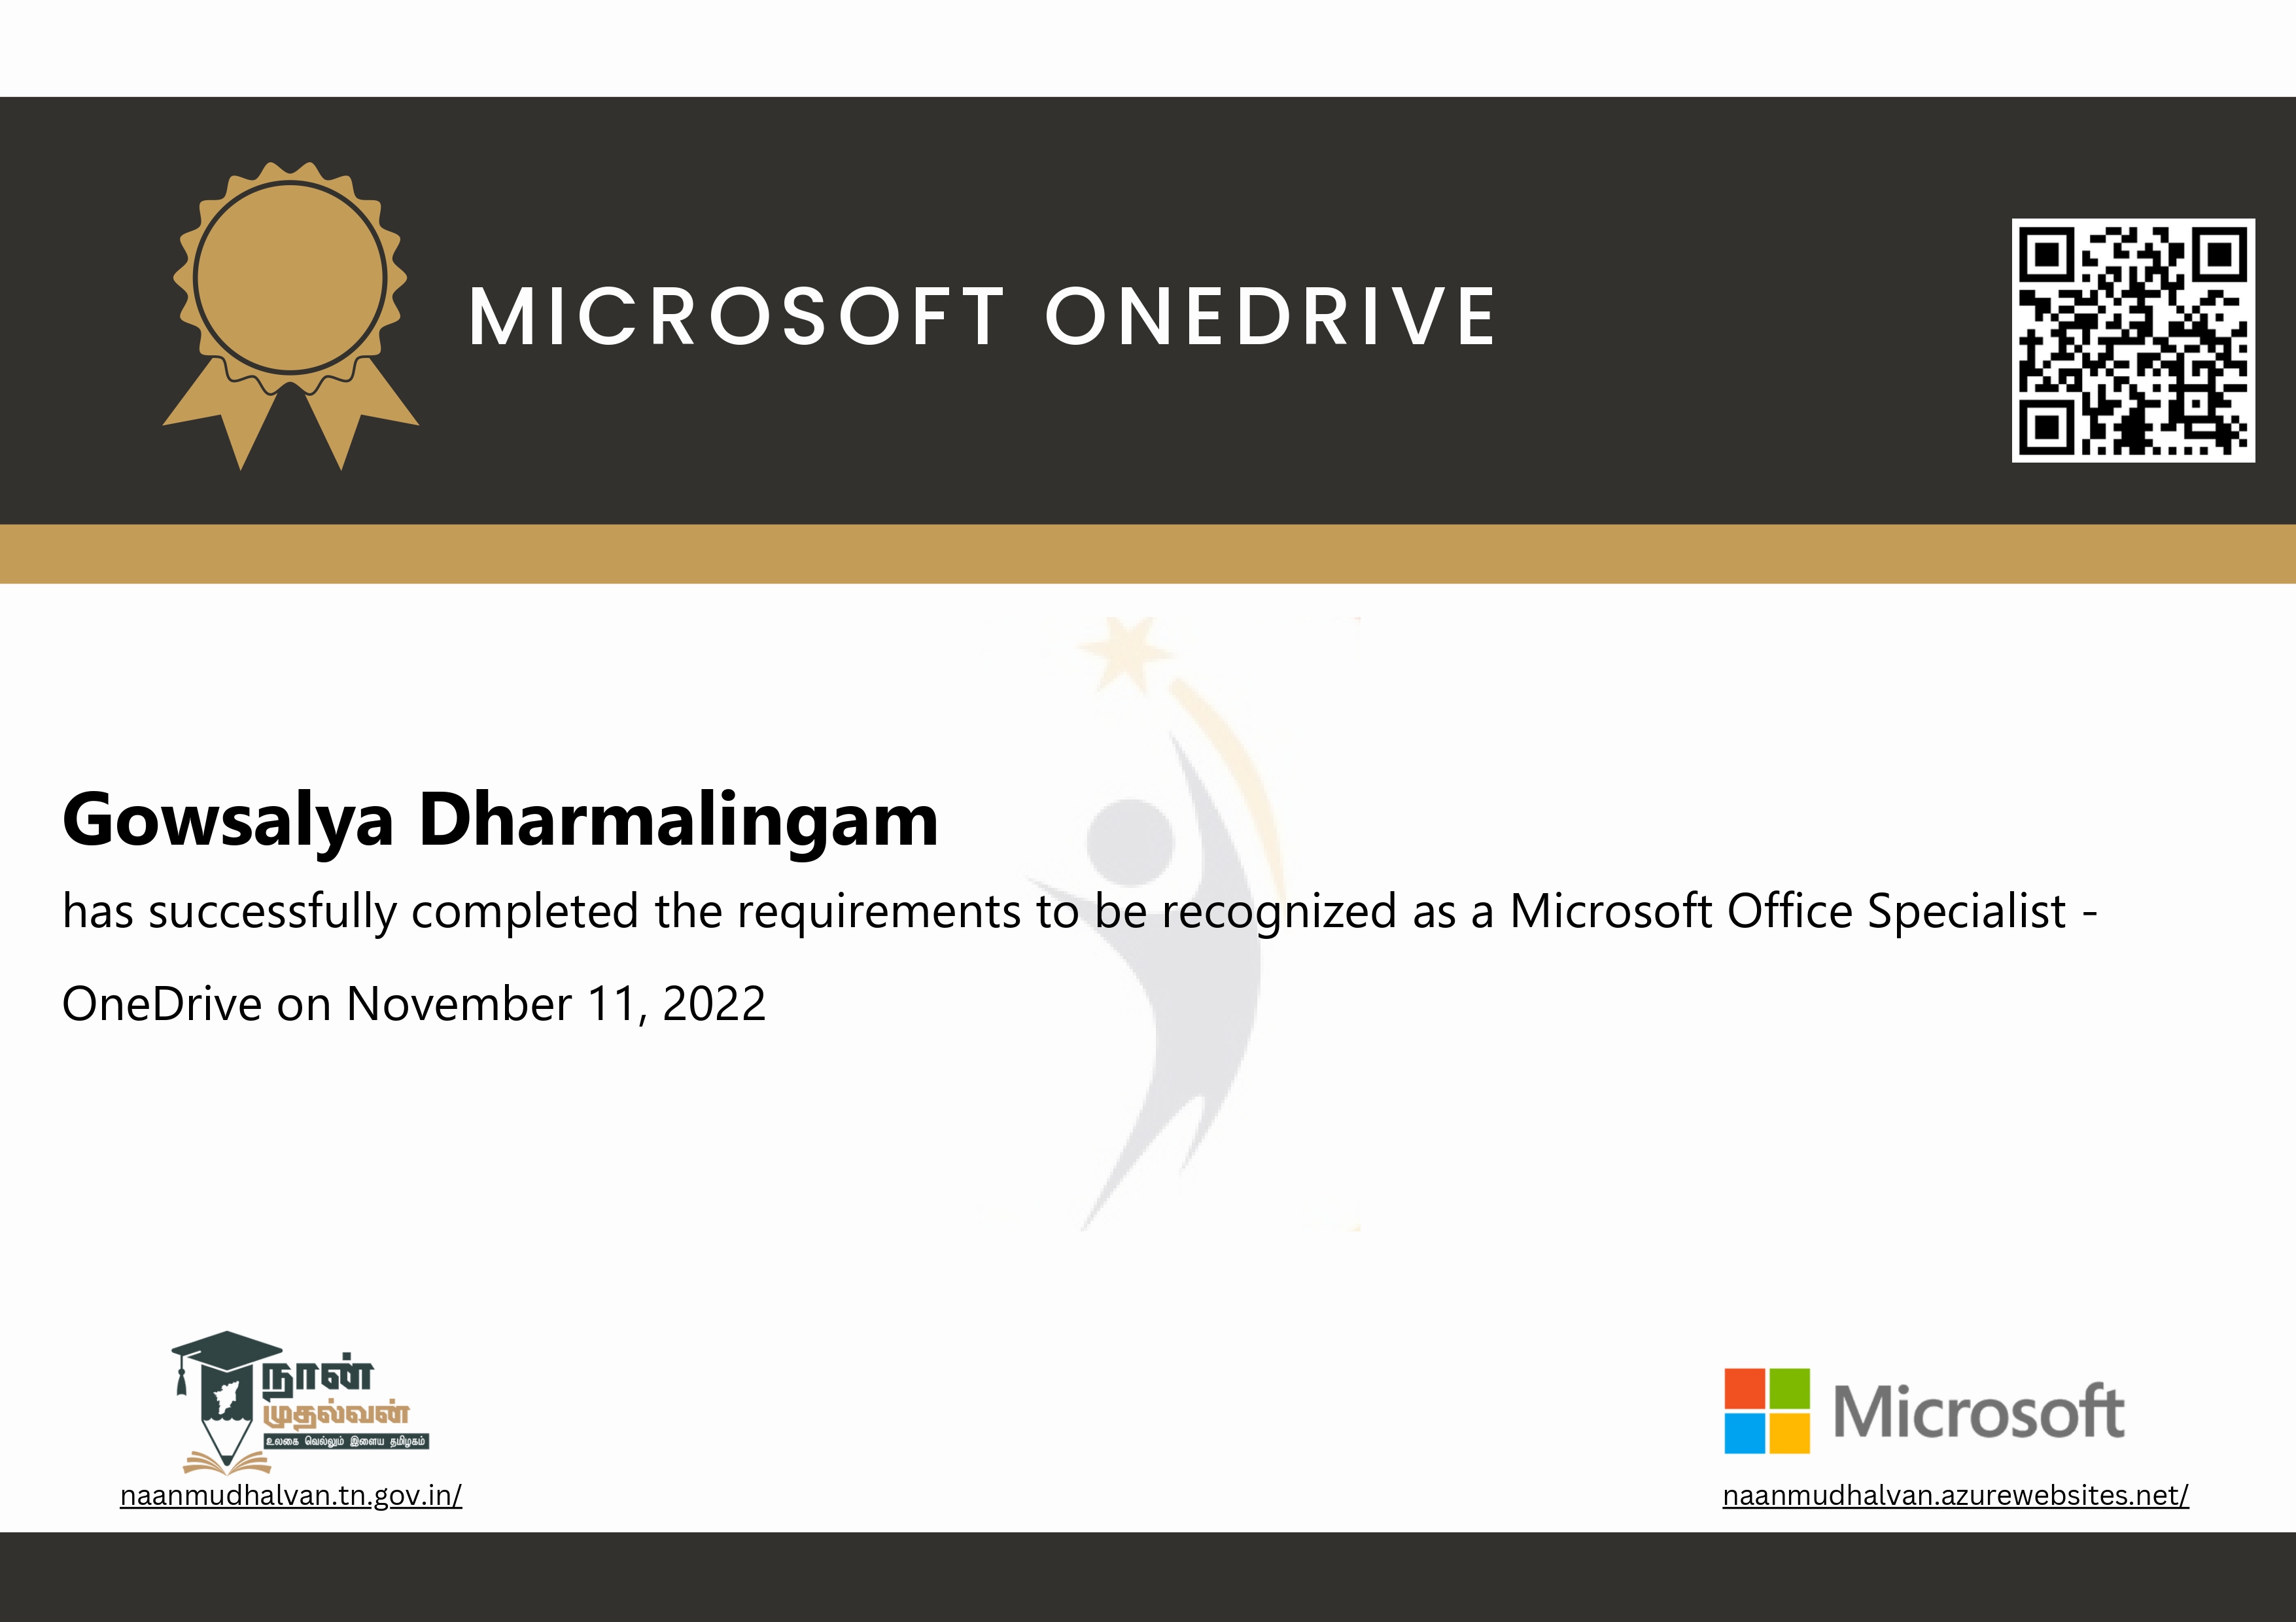 MICROSOFT ONEDRIVE
Gowsalya Dharmalingam
has successfully completed the requirements to be recognized as a Microsoft Office Specialist -
OneDrive on November 11, 2022
நான்
முதல்வன்
உலகை வெல்லும் இளைய தமிழகம்
naanmudhalvan.tn.gov.in/
Microsoft
naanmudhalvan.azurewebsites.net/